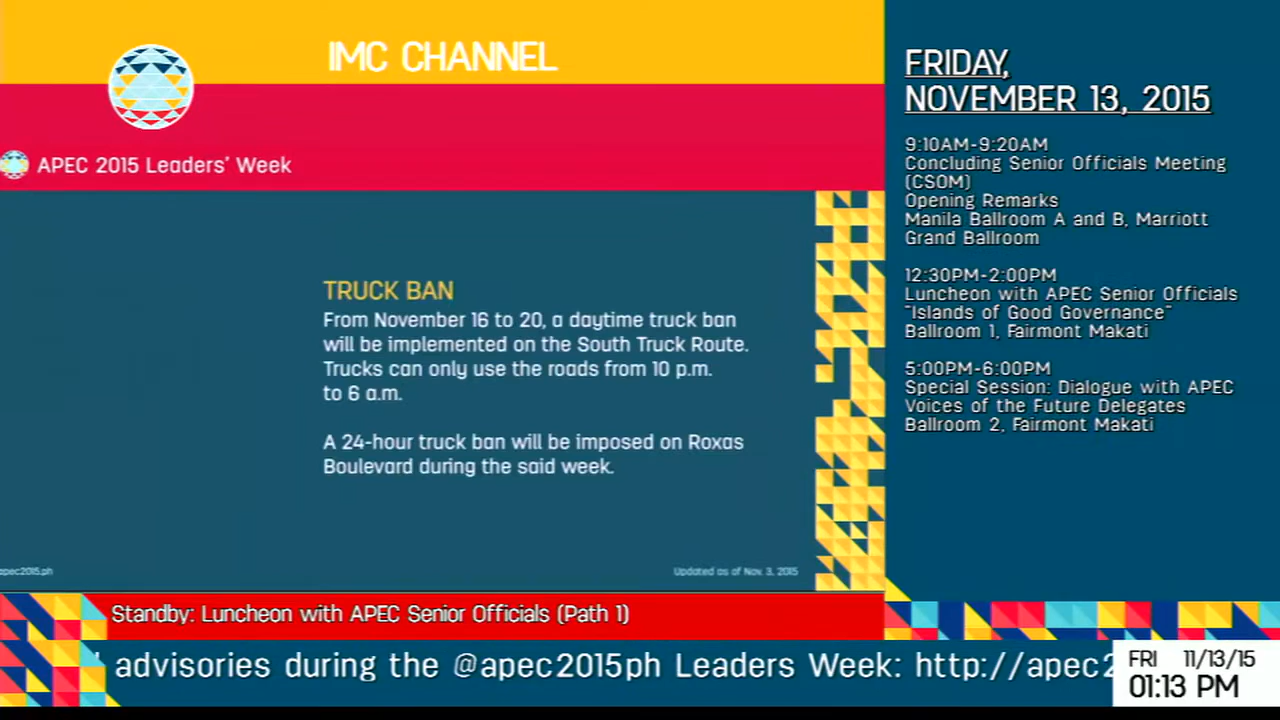 IMC CHANNEL
APEC 2015 Leaders' Week
TRUCK BAN
From November 16 to 20, a daytime truck ban
will be implemented on the South Truck Route.
Trucks can only use the roads from 10 p.m.
to 6 a.m.
A 24-hour truck ban will be imposed on Roxas
Boulevard during the said week.
apec2015.ph
Updated as of Nov. 3, 2015
FRIDAY,
NOVEMBER 13, 2015
9:10AM-9:20AM
Concluding Senior Officials Meeting
(CSOM)
Opening Remarks
Manila Ballroom A and B, Marriott
Grand Ballroom
12:30PM-2:00PM
Luncheon with APEC Senior Officials
"Islands of Good Governance"
Ballroom 1, Fairmont Makati
5:00PM-6:00PM
Special Session: Dialogue with APEC
Voices of the Future Delegates
Ballroom 2, Fairmont Makati
Standby: Luncheon with APEC Senior Officials (Path 1)
advisories during the @apec2015ph Leaders Week: http://apec2
FRI 11/13/15
01:13 PM